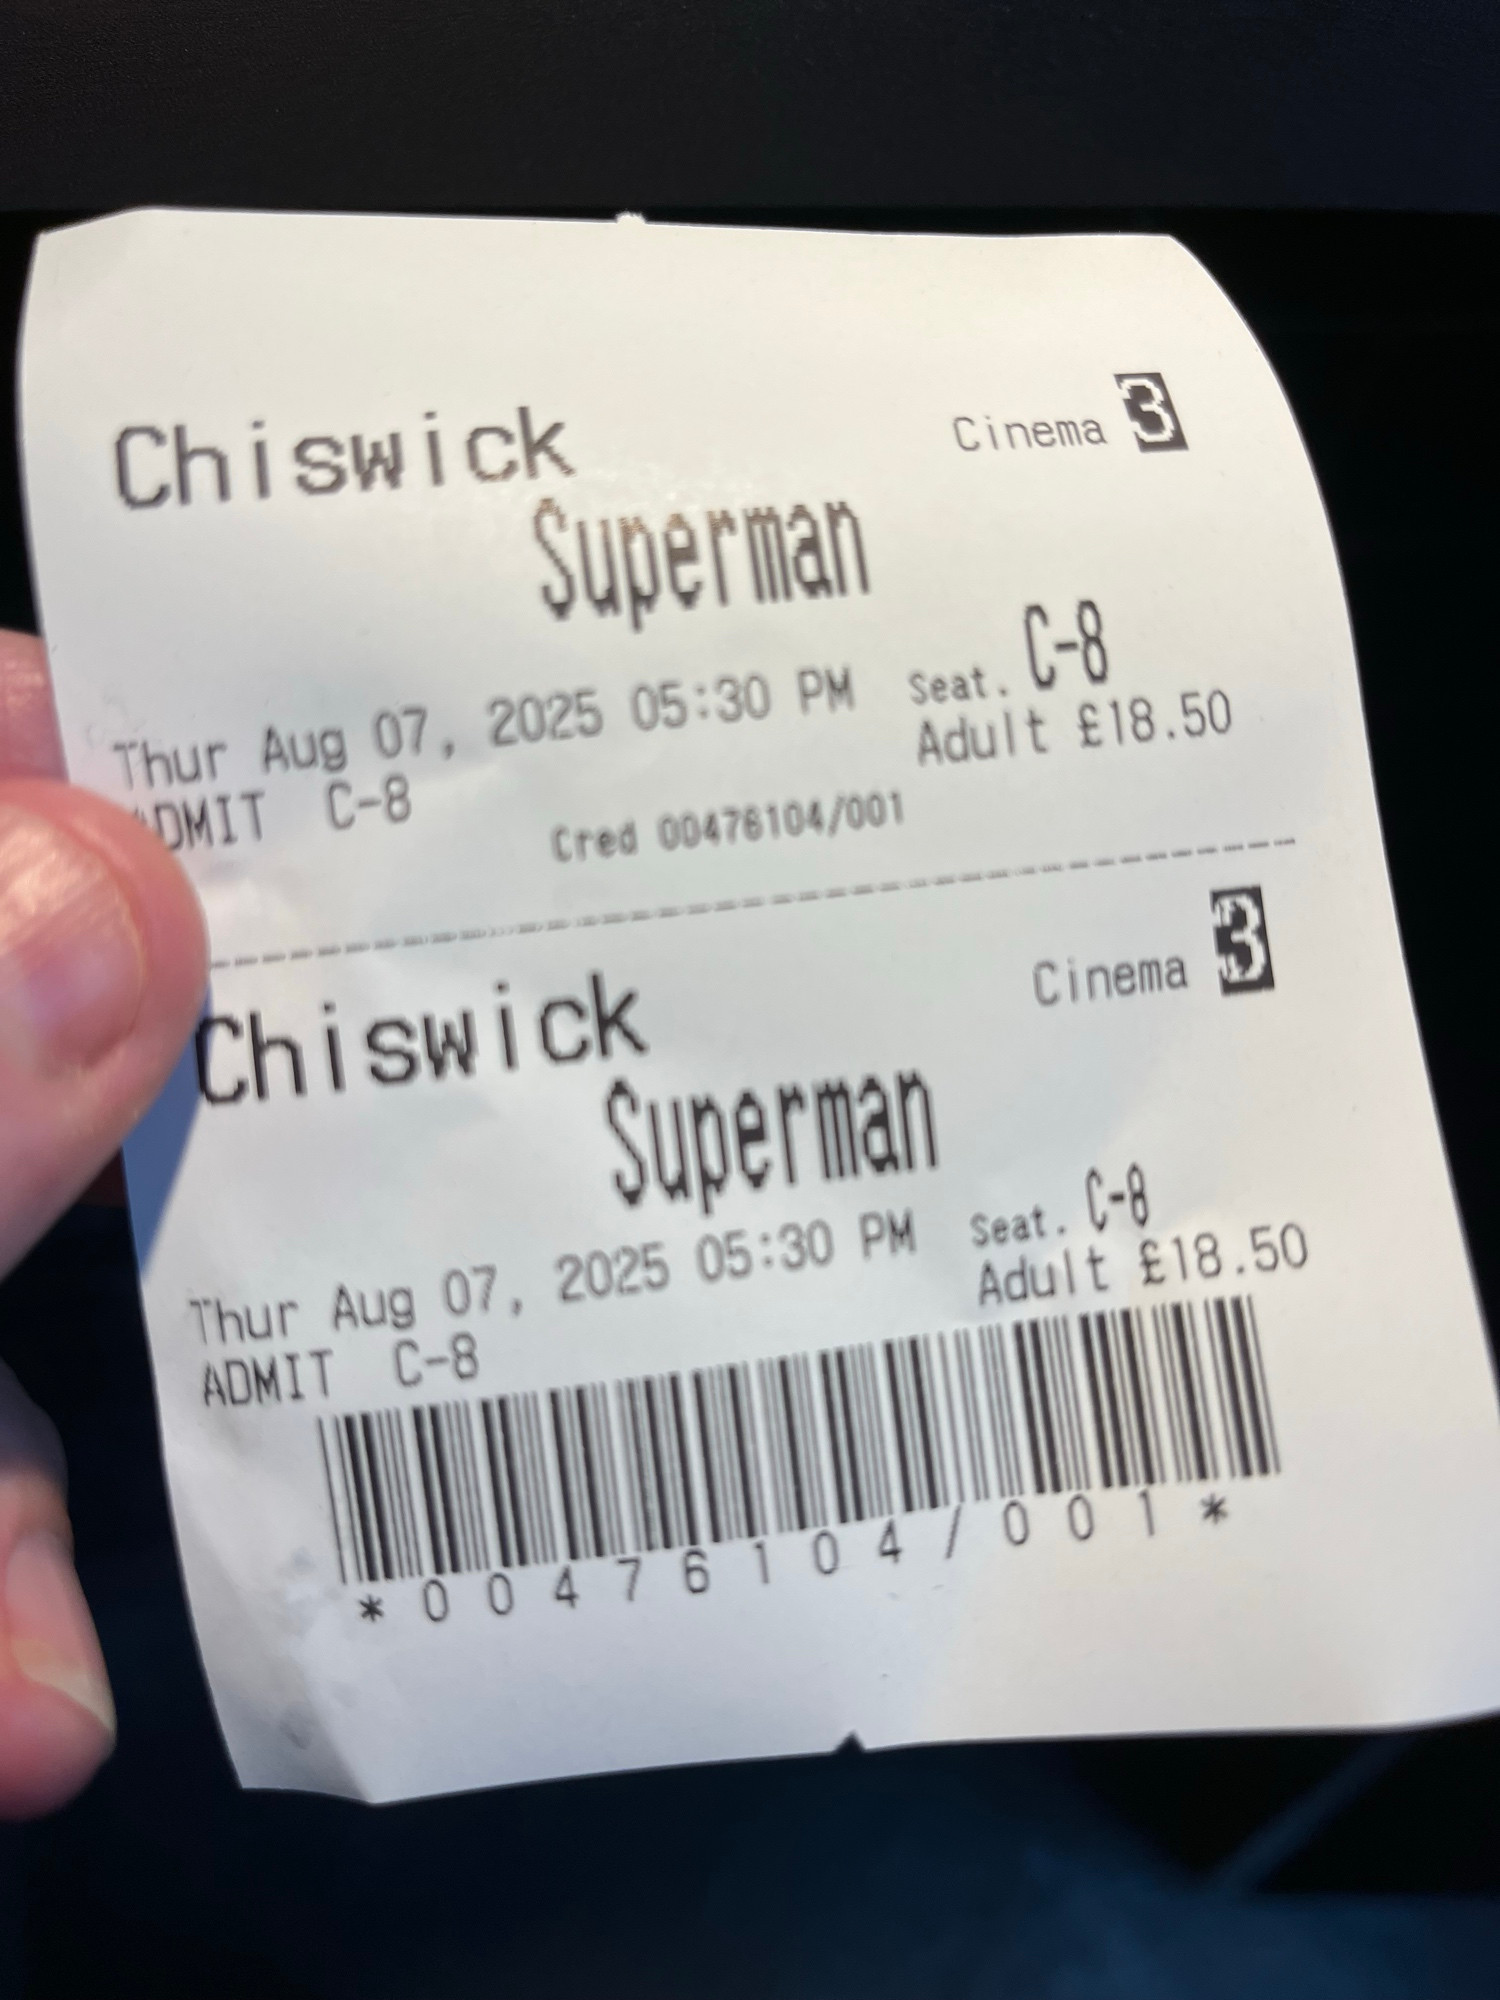 Chiswick Cinema 3
Superman
Thur Aug 07, 2025 05:30 PM Seat. C-8
Adult £18.50
ADMIT C-8
Cred 00476104/001
Chiswick Cinema 3
Superman
Thur Aug 07, 2025 05:30 PM Seat. C-8
Adult £18.50
ADMIT C-8
*00476104/001*